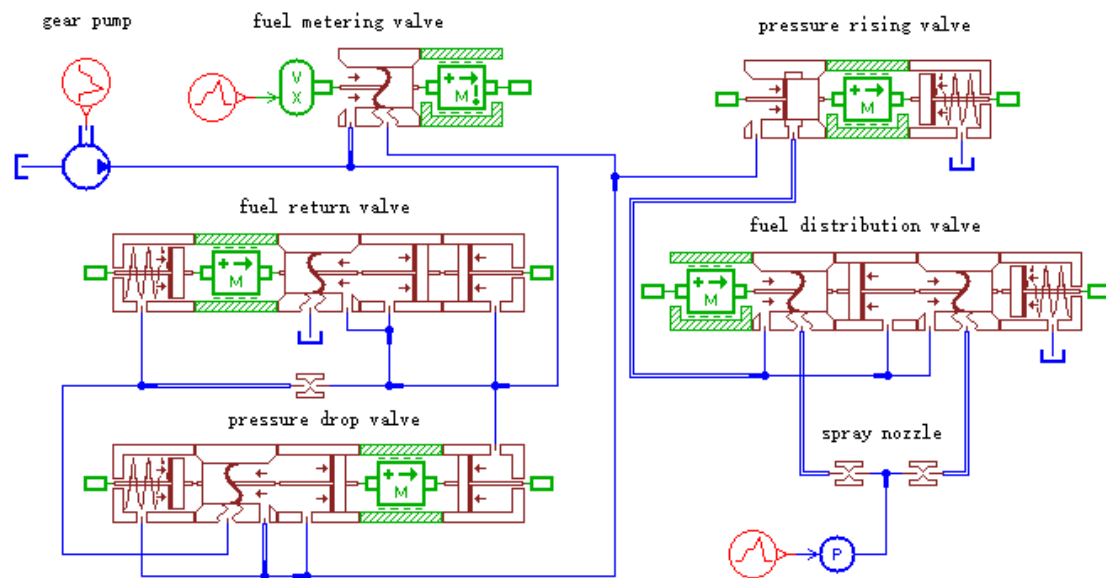 gear pump
fuel metering valve
pressure rising valve
V
X
M
M
fuel return valve
fuel distribution valve
M
M
pressure drop valve
spray nozzle
M
P